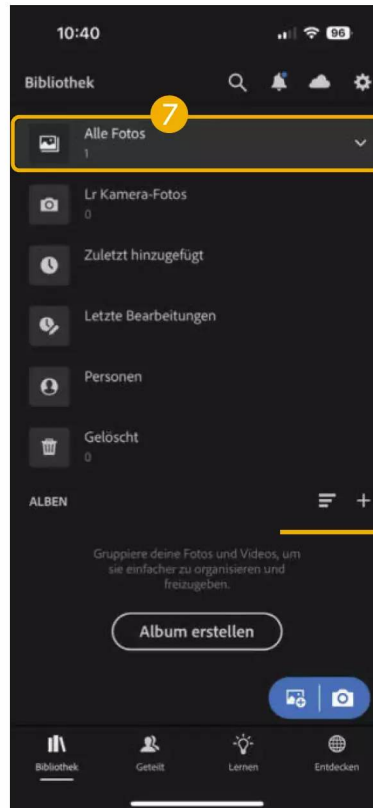 10:40
96
Bibliothek
7
Alle Fotos
1
Lr Kamera-Fotos
0
Zuletzt hinzugefügt
Letzte Bearbeitungen
Personen
Gelöscht
0
ALBEN
Gruppiere deine Fotos und Videos, um
sie einfacher zu organisieren und
freizugeben.
Album erstellen
Bibliothek Geteilt Lernen Entdecken